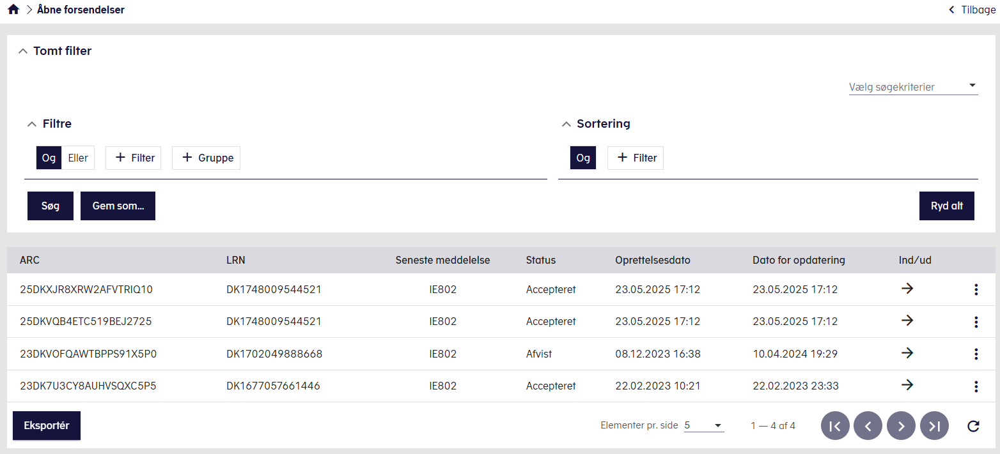 Åbne forsendelser
Tilbage
Tomt filter
Vælg søgekriterier
Filtre
Sortering
Og Eller + Filter + Gruppe
Og + Filter
Søg Gem som... Ryd alt
ARC LRN Seneste meddelelse Status Oprettelsesdato Dato for opdatering Ind/ud
25DKXJR8XRW2AFVTRIQ10 DK1748009544521 IE802 Accepteret 23.05.2025 17:12 23.05.2025 17:12
25DKVQB4ETC519BEJ2725 DK1748009544521 IE802 Accepteret 23.05.2025 17:12 23.05.2025 17:12
23DKVOFQAWTBPPS91X5P0 DK1702049888668 IE802 Afvist 08.12.2023 16:38 10.04.2024 19:29
23DK7U3CY8AUHVSQXC5P5 DK1677057661446 IE802 Accepteret 22.02.2023 10:21 22.02.2023 23:33
Eksportér Elementer pr. side 5 1 — 4 af 4